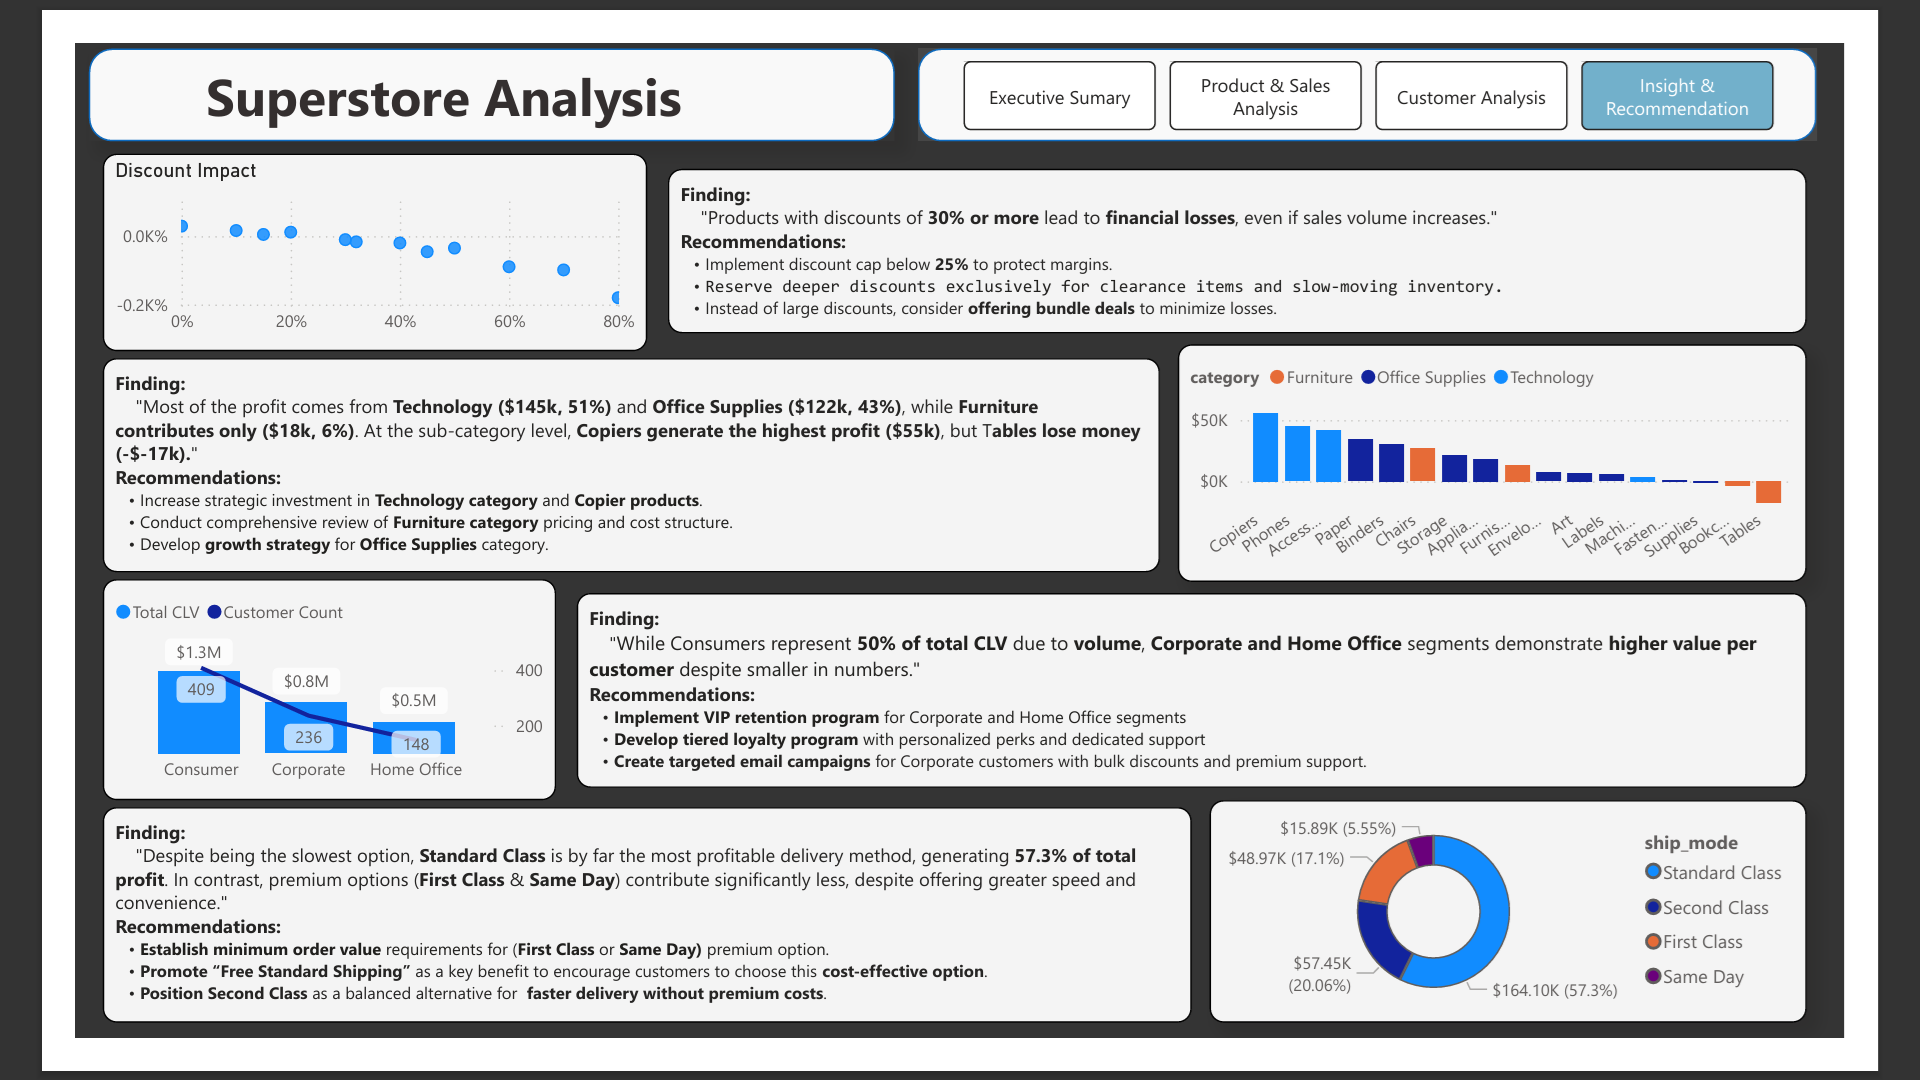 Superstore Analysis
Executive Sumary
Product & Sales
Analysis
Customer Analysis
Insight &
Recommendation
Discount Impact
0.0K%
-0.2K%
0%
20%
40%
60%
80%
Finding:
"Products with discounts of 30% or more lead to financial losses, even if sales volume increases."
Recommendations:
• Implement discount cap below 25% to protect margins.
• Reserve deeper discounts exclusively for clearance items and slow-moving inventory.
• Instead of large discounts, consider offering bundle deals to minimize losses.
Finding:
"Most of the profit comes from Technology ($145k, 51%) and Office Supplies ($122k, 43%), while Furniture
contributes only ($18k, 6%). At the sub-category level, Copiers generate the highest profit ($55k), but Tables lose money
(-$-17k)."
Recommendations:
• Increase strategic investment in Technology category and Copier products.
• Conduct comprehensive review of Furniture category pricing and cost structure.
• Develop growth strategy for Office Supplies category.
category Furniture Office Supplies Technology
$50K
$0K
Copiers
Phones
Access...
Paper
Binders
Chairs
Storage
Applia...
Furnis...
Envelo...
Art
Labels
Machi...
Fasten...
Supplies
Bookc...
Tables
Total CLV Customer Count
$1.3M
$0.8M
$0.5M
409
236
148
400
200
Consumer
Corporate
Home Office
Finding:
"While Consumers represent 50% of total CLV due to volume, Corporate and Home Office segments demonstrate higher value per
customer despite smaller in numbers."
Recommendations:
• Implement VIP retention program for Corporate and Home Office segments
• Develop tiered loyalty program with personalized perks and dedicated support
• Create targeted email campaigns for Corporate customers with bulk discounts and premium support.
Finding:
"Despite being the slowest option, Standard Class is by far the most profitable delivery method, generating 57.3% of total
profit. In contrast, premium options (First Class & Same Day) contribute significantly less, despite offering greater speed and
convenience."
Recommendations:
• Establish minimum order value requirements for (First Class or Same Day) premium option.
• Promote “Free Standard Shipping” as a key benefit to encourage customers to choose this cost-effective option.
• Position Second Class as a balanced alternative for  faster delivery without premium costs.
$15.89K (5.55%)
$48.97K (17.1%)
$57.45K
(20.06%)
$164.10K (57.3%)
ship_mode
Standard Class
Second Class
First Class
Same Day